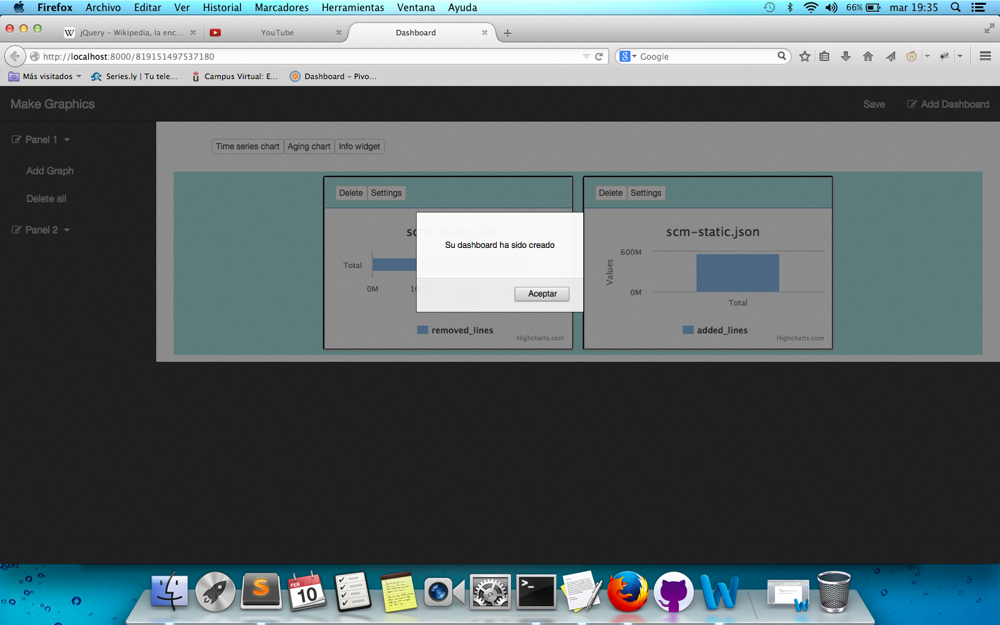 Firefox Archivo Editar Ver Historial Marcadores Herramientas Ventana Ayuda 66% mar 19:35
W jQuery – Wikipedia, la enc... YouTube Dashboard
http://localhost:8000/819151497537180 Google
Más visitados Series.ly | Tu tele... Campus Virtual: E... Dashboard – Pivo...
Make Graphics Save Add Dashboard
Panel 1
Add Graph
Delete all
Panel 2
Time series chart Aging chart Info widget
Delete Settings
scm-static.json
Total
0M
removed_lines
Highcharts.com
Delete Settings
scm-static.json
600M
Values
0M
Total
added_lines
Highcharts.com
Su dashboard ha sido creado
Aceptar
FEB
10